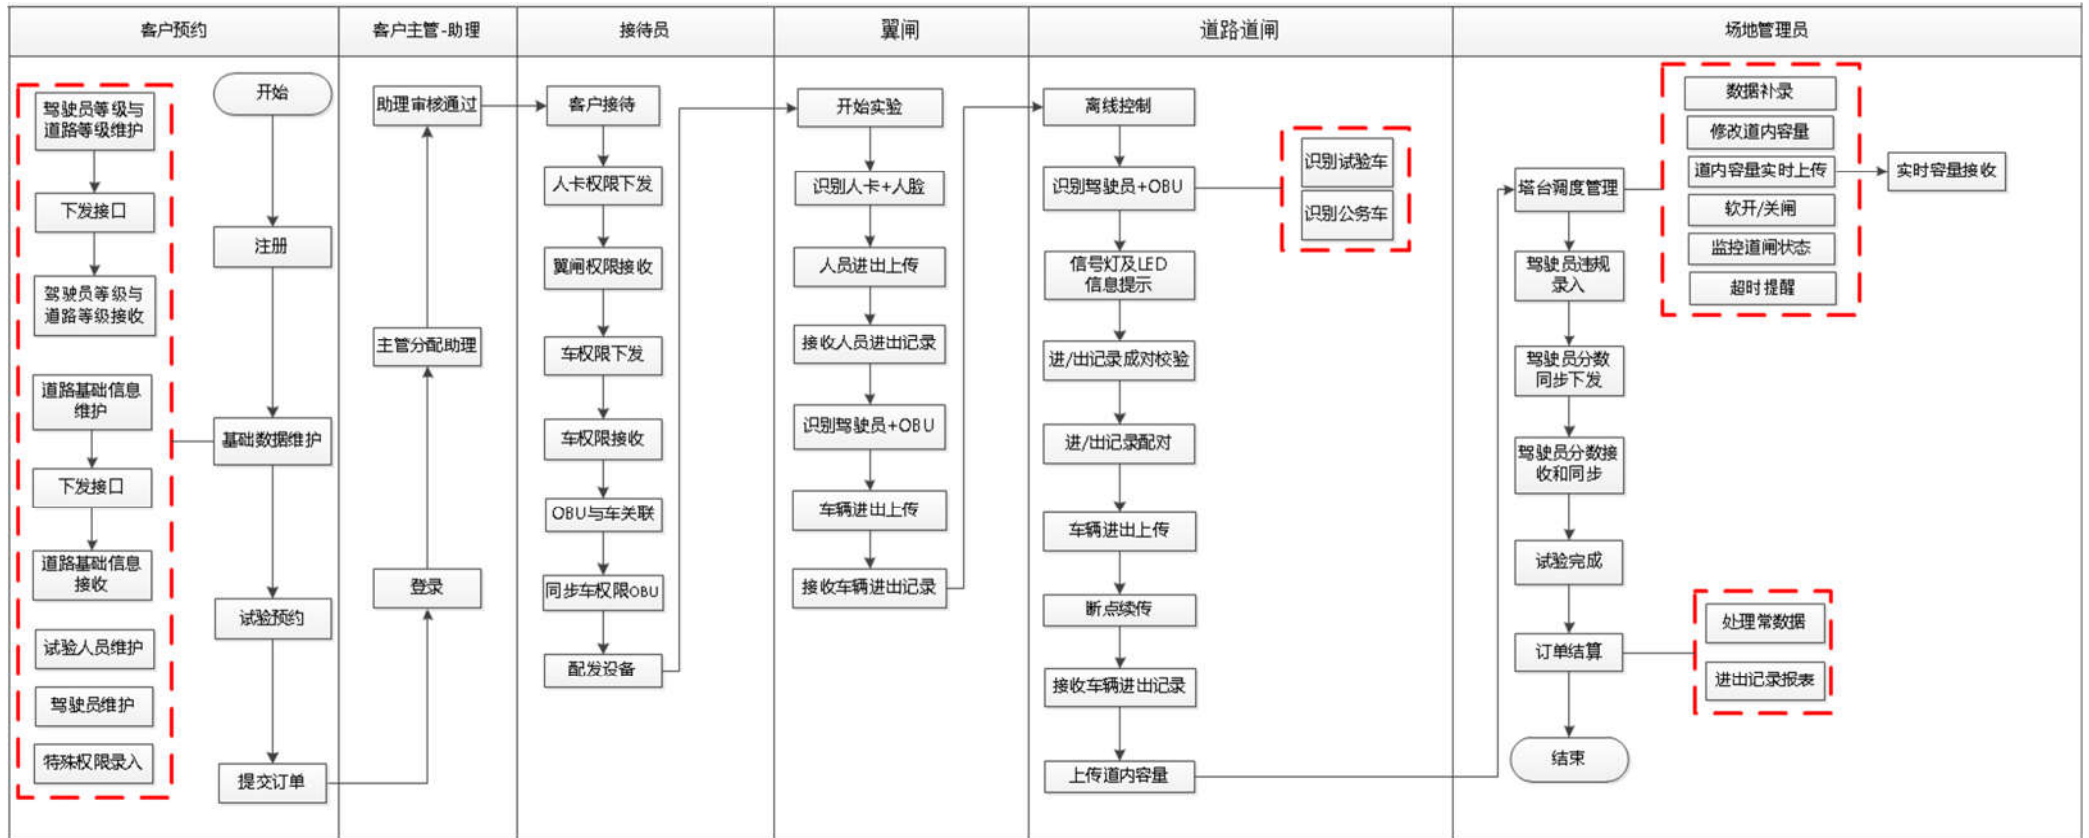 客户预约
客户主管-助理
接待员
翼闸
道路道闸
场地管理员
驾驶员等级与
道路等级维护
下发接口
驾驶员等级与
道路等级接收
道路基础信息
维护
下发接口
道路基础信息
接收
试验人员维护
驾驶员维护
特殊权限录入
开始
注册
基础数据维护
试验预约
提交订单
助理审核通过
主管分配助理
登录
客户接待
人卡权限下发
翼闸权限接收
车权限下发
车权限接收
OBU与车关联
同步车权限OBU
配发设备
开始实验
识别人卡+人脸
人员进出上传
接收人员进出记录
识别驾驶员+OBU
车辆进出上传
接收车辆进出记录
离线控制
识别驾驶员+OBU
信号灯及LED
信息提示
进/出记录成对校验
进/出记录配对
车辆进出上传
断点续传
接收车辆进出记录
上传道内容量
识别试验车
识别公务车
塔台调度管理
驾驶员违规
录入
驾驶员分数
同步下发
驾驶员分数接
收和同步
试验完成
订单结算
结束
数据补录
修改道内容量
道内容量实时上传
软开/关闸
监控道闸状态
超时提醒
实时容量接收
处理常数据
进出记录报表